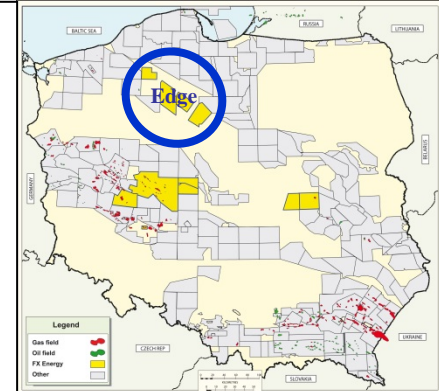 BALTIC SEA
RUSSIA
LITHUANIA
Edge
GERMANY
BELARUS
Legend
Gas field
Oil field
FX Energy
Other
UKRAINE
CZECH REP
SLOVAKIA
KILOMETERS